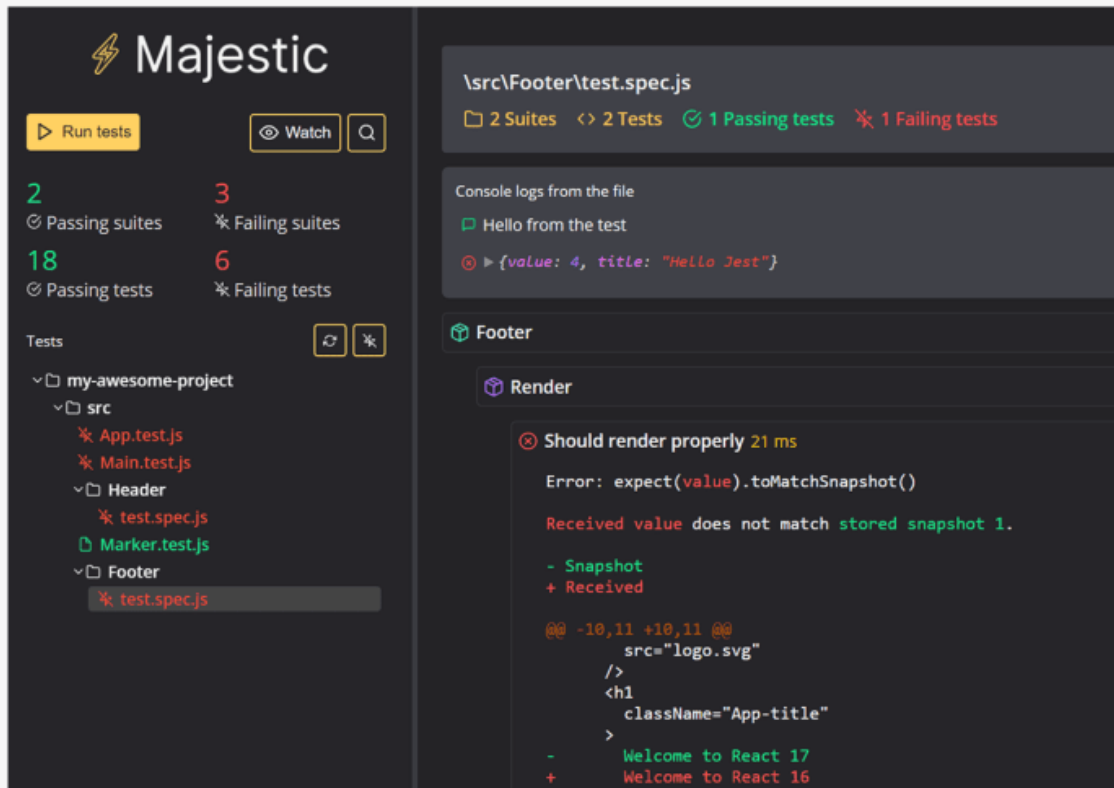 Majestic
Run tests
Watch
2
3
Passing suites
Failing suites
18
6
Passing tests
Failing tests
Tests
my-awesome-project
src
App.test.js
Main.test.js
Header
test.spec.js
Marker.test.js
Footer
test.spec.js
\src\Footer\test.spec.js
2 Suites <> 2 Tests 1 Passing tests 1 Failing tests
Console logs from the file
Hello from the test
{value: 4, title: "Hello Jest"}
Footer
Render
Should render properly 21 ms
Error: expect(value).toMatchSnapshot()
Received value does not match stored snapshot 1.
- Snapshot
+ Received
@@ -10,11 +10,11 @@
src="logo.svg"
/>
<h1
className="App-title"
>
- Welcome to React 17
+ Welcome to React 16